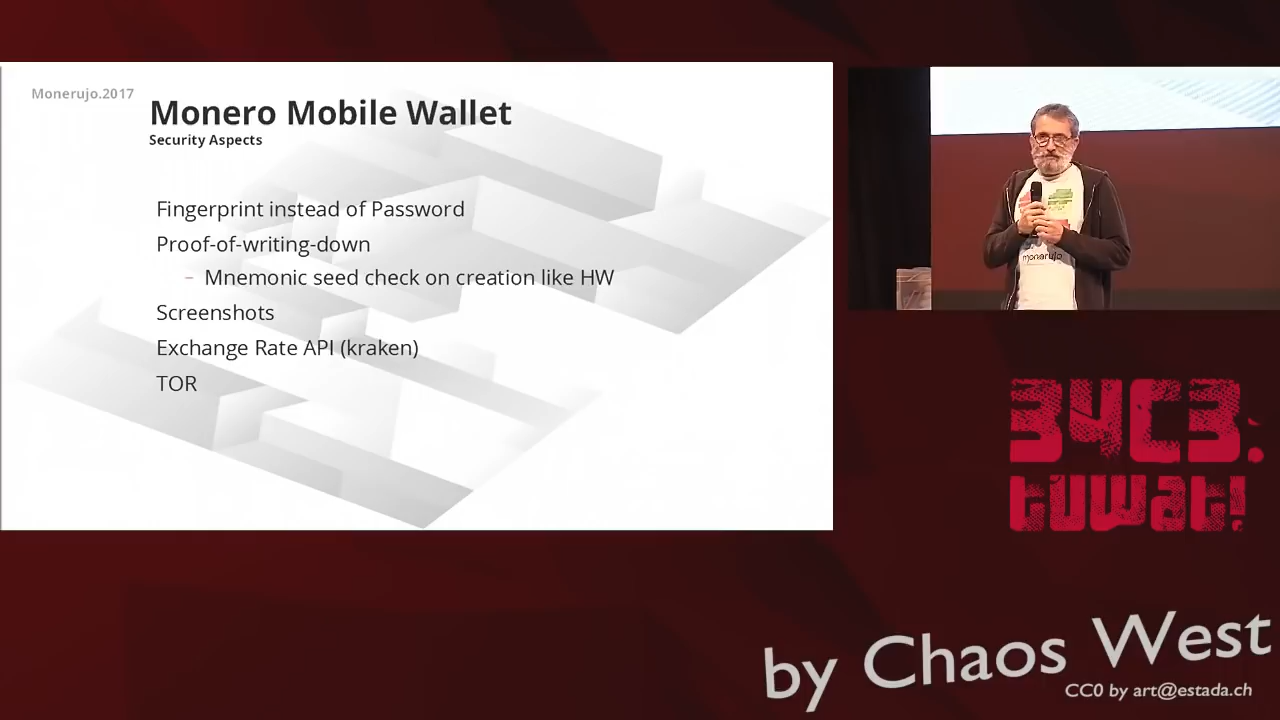 Monerujo.2017
Monero Mobile Wallet
Security Aspects
Fingerprint instead of Password
Proof-of-writing-down
– Mnemonic seed check on creation like HW
Screenshots
Exchange Rate API (kraken)
TOR
monerujo
34C3:
tuwat!
by Chaos West
CC0 by art@estada.ch